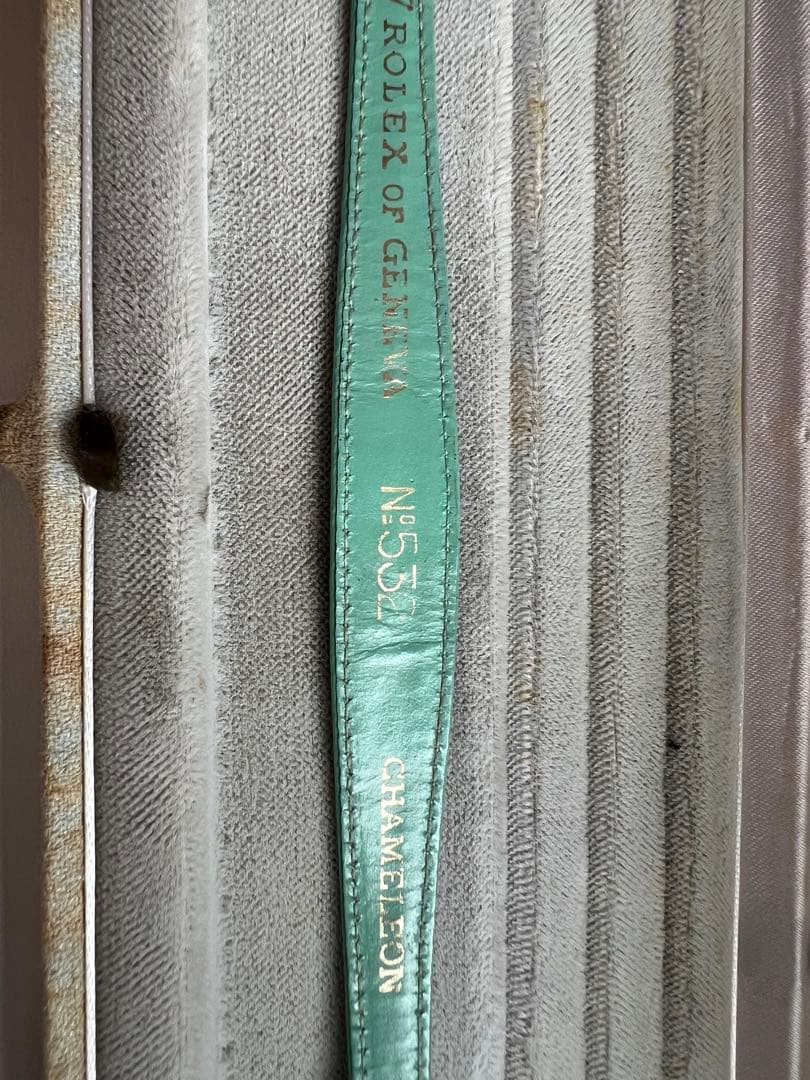 ROLEX OF GENEVA
Nº532
CHAMELEON